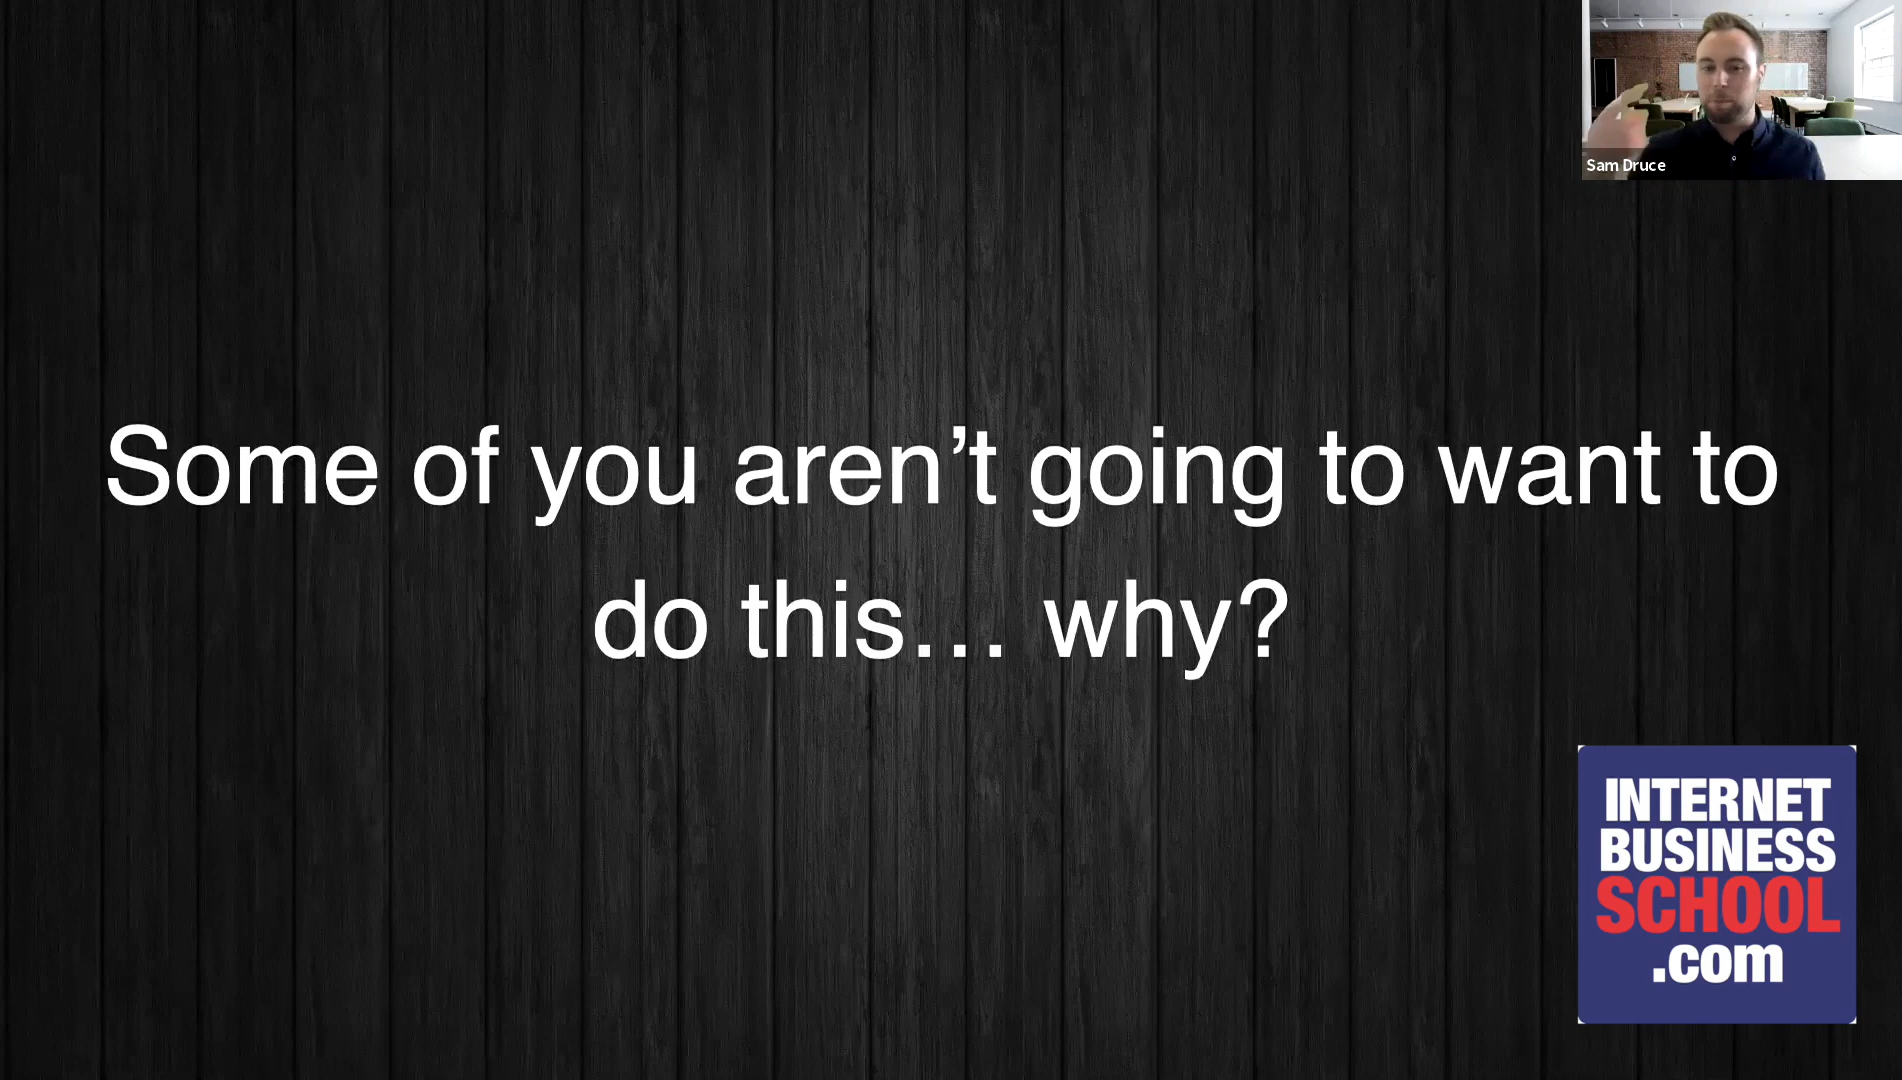 Sam Druce
Some of you aren’t going to want to
do this… why?
INTERNET
BUSINESS
SCHOOL
.com